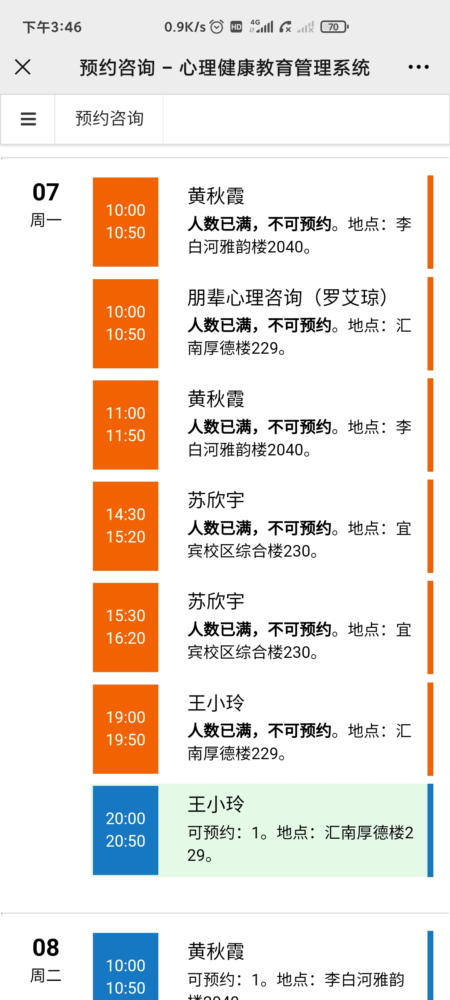 下午3:46 0.9K/s HD 4G 70
预约咨询 – 心理健康教育管理系统
预约咨询
07
周一
10:00
10:50
黄秋霞
人数已满，不可预约。地点：李
白河雅韵楼2040。
10:00
10:50
朋辈心理咨询（罗艾琼）
人数已满，不可预约。地点：汇
南厚德楼229。
11:00
11:50
黄秋霞
人数已满，不可预约。地点：李
白河雅韵楼2040。
14:30
15:20
苏欣宇
人数已满，不可预约。地点：宜
宾校区综合楼230。
15:30
16:20
苏欣宇
人数已满，不可预约。地点：宜
宾校区综合楼230。
19:00
19:50
王小玲
人数已满，不可预约。地点：汇
南厚德楼229。
20:00
20:50
王小玲
可预约：1。地点：汇南厚德楼2
29。
08
周二
10:00
10:50
黄秋霞
可预约：1。地点：李白河雅韵
楼2040